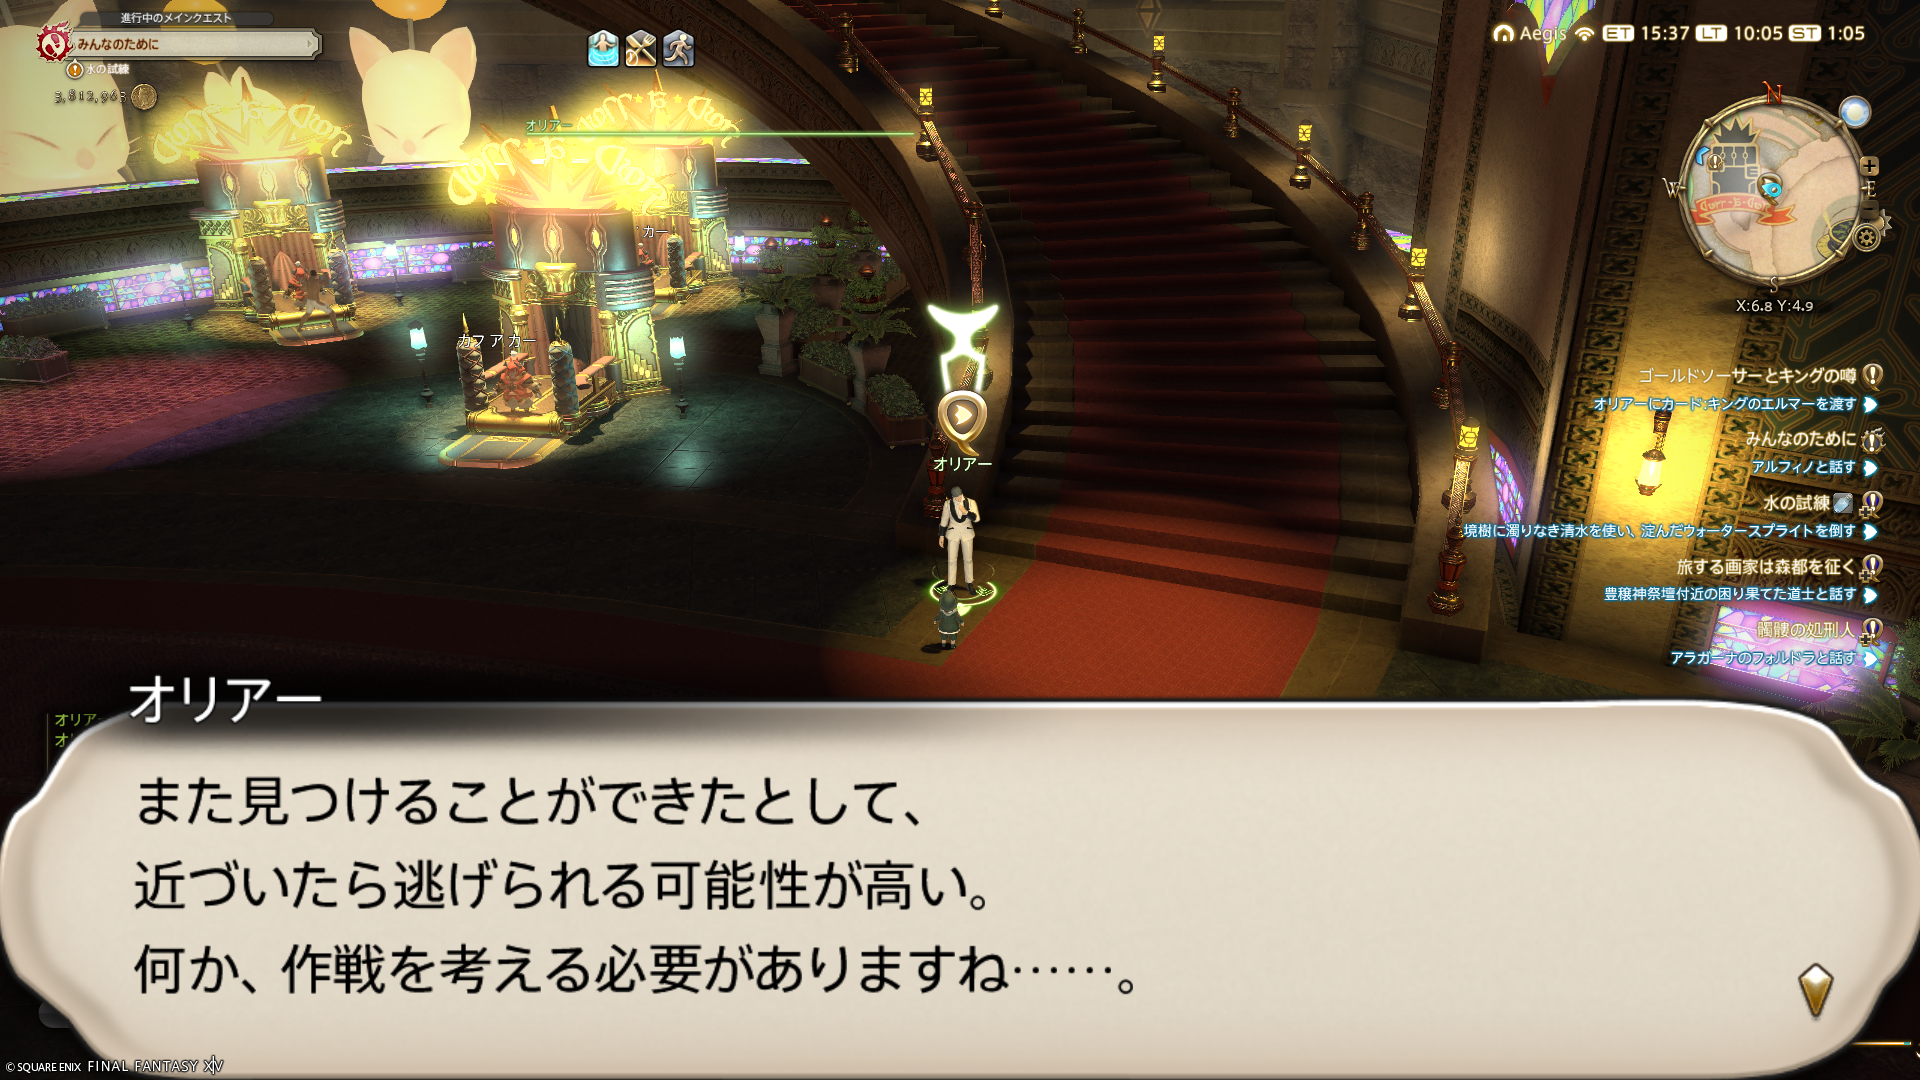 進行中のメインクエスト
みんなのために
水の試練
3,812,963
Aegis ET 15:37 LT 10:05 ST 1:05
オリアー
カー
カフアカー
オリアー
N
W
E
S
X:6.8 Y:4.9
ゴールドソーサーとキングの噂
オリアーにカード:キングのエルマーを渡す
みんなのために
アルフィノと話す
水の試練
境樹に濁りなき清水を使い、淀んだウォータースプライトを倒す
旅する画家は森都を征く
豊穣神祭壇付近の困り果てた道士と話す
髑髏の処刑人
アラガーナのフォルドラと話す
オリアー
また見つけることができたとして、
近づいたら逃げられる可能性が高い。
何か、作戦を考える必要がありますね……。
© SQUARE ENIX FINAL FANTASY XIV